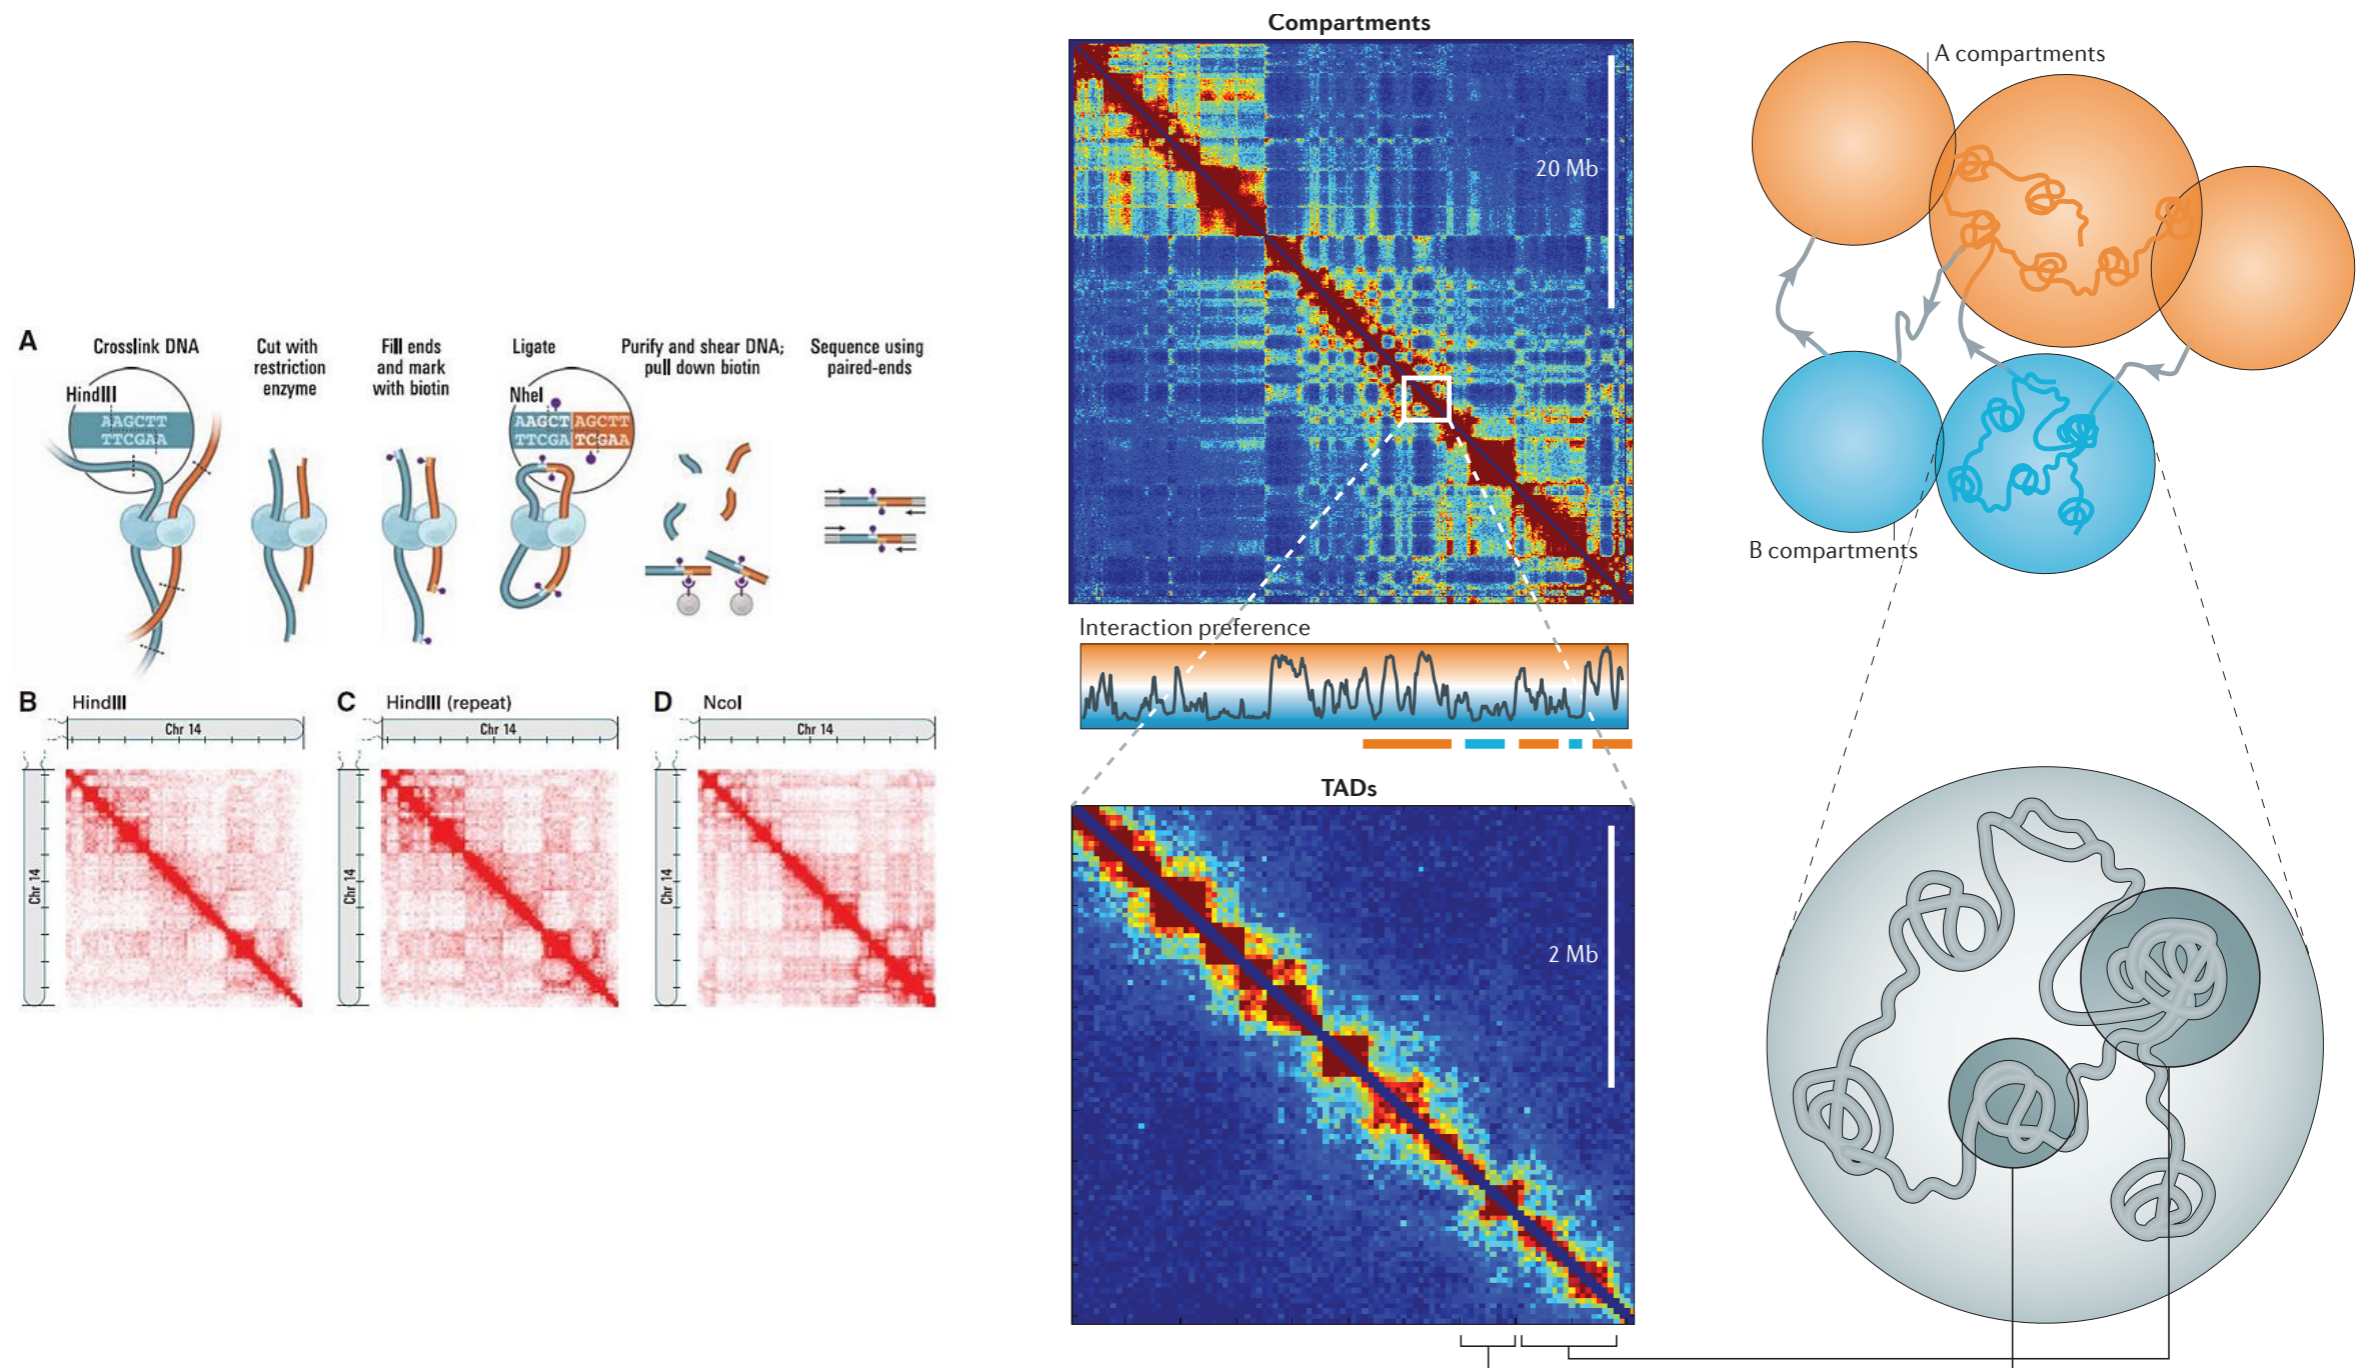 A
Crosslink DNA
Cut with
restriction
enzyme
Fill ends
and mark
with biotin
Ligate
Purify and shear DNA;
pull down biotin
Sequence using
paired-ends
HindIII
AAGCTT
TTCGAA
NheI
AAGCT AGCTT
TTCGA TCGAA
B
HindIII
Chr 14
Chr 14
C
HindIII (repeat)
Chr 14
Chr 14
D
NcoI
Chr 14
Chr 14
Compartments
20 Mb
Interaction preference
TADs
2 Mb
A compartments
B compartments